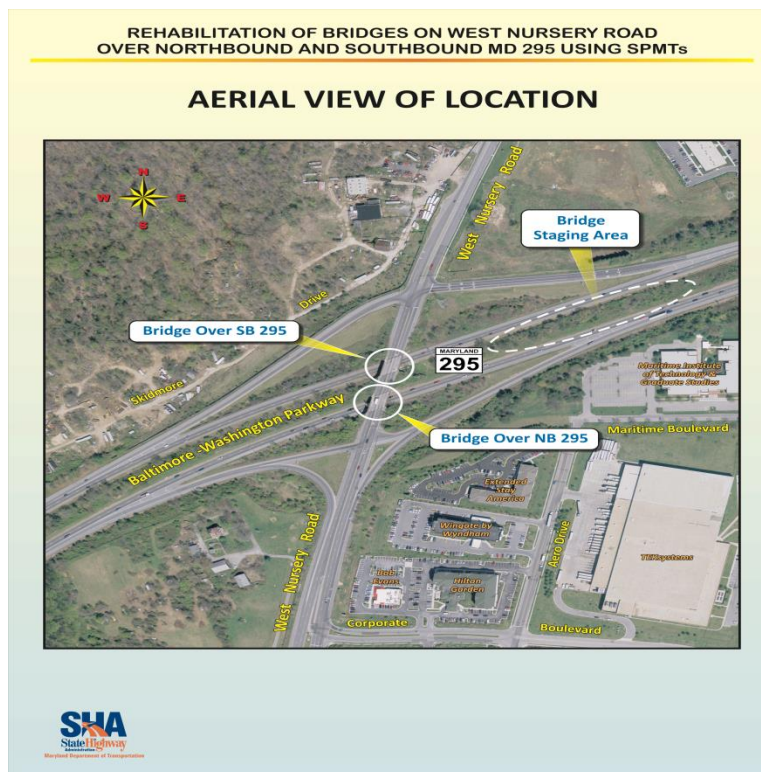 REHABILITATION OF BRIDGES ON WEST NURSERY ROAD
OVER NORTHBOUND AND SOUTHBOUND MD 295 USING SPMTs
AERIAL VIEW OF LOCATION
N
W E
S
West Nursery Road
Bridge
Staging Area
Drive
Bridge Over SB 295
MARYLAND
295
Skidmore
Maritime Institute
of Technology &
Graduate Studies
Baltimore -Washington Parkway
Maritime Boulevard
Bridge Over NB 295
Extended
Stay
America
Wingate by
Wyndham
Aero Drive
TEKsystems
West Nursery Road
Bob
Evans
Hilton
Garden
Corporate
Boulevard
SHA
State Highway
Administration
Maryland Department of Transportation